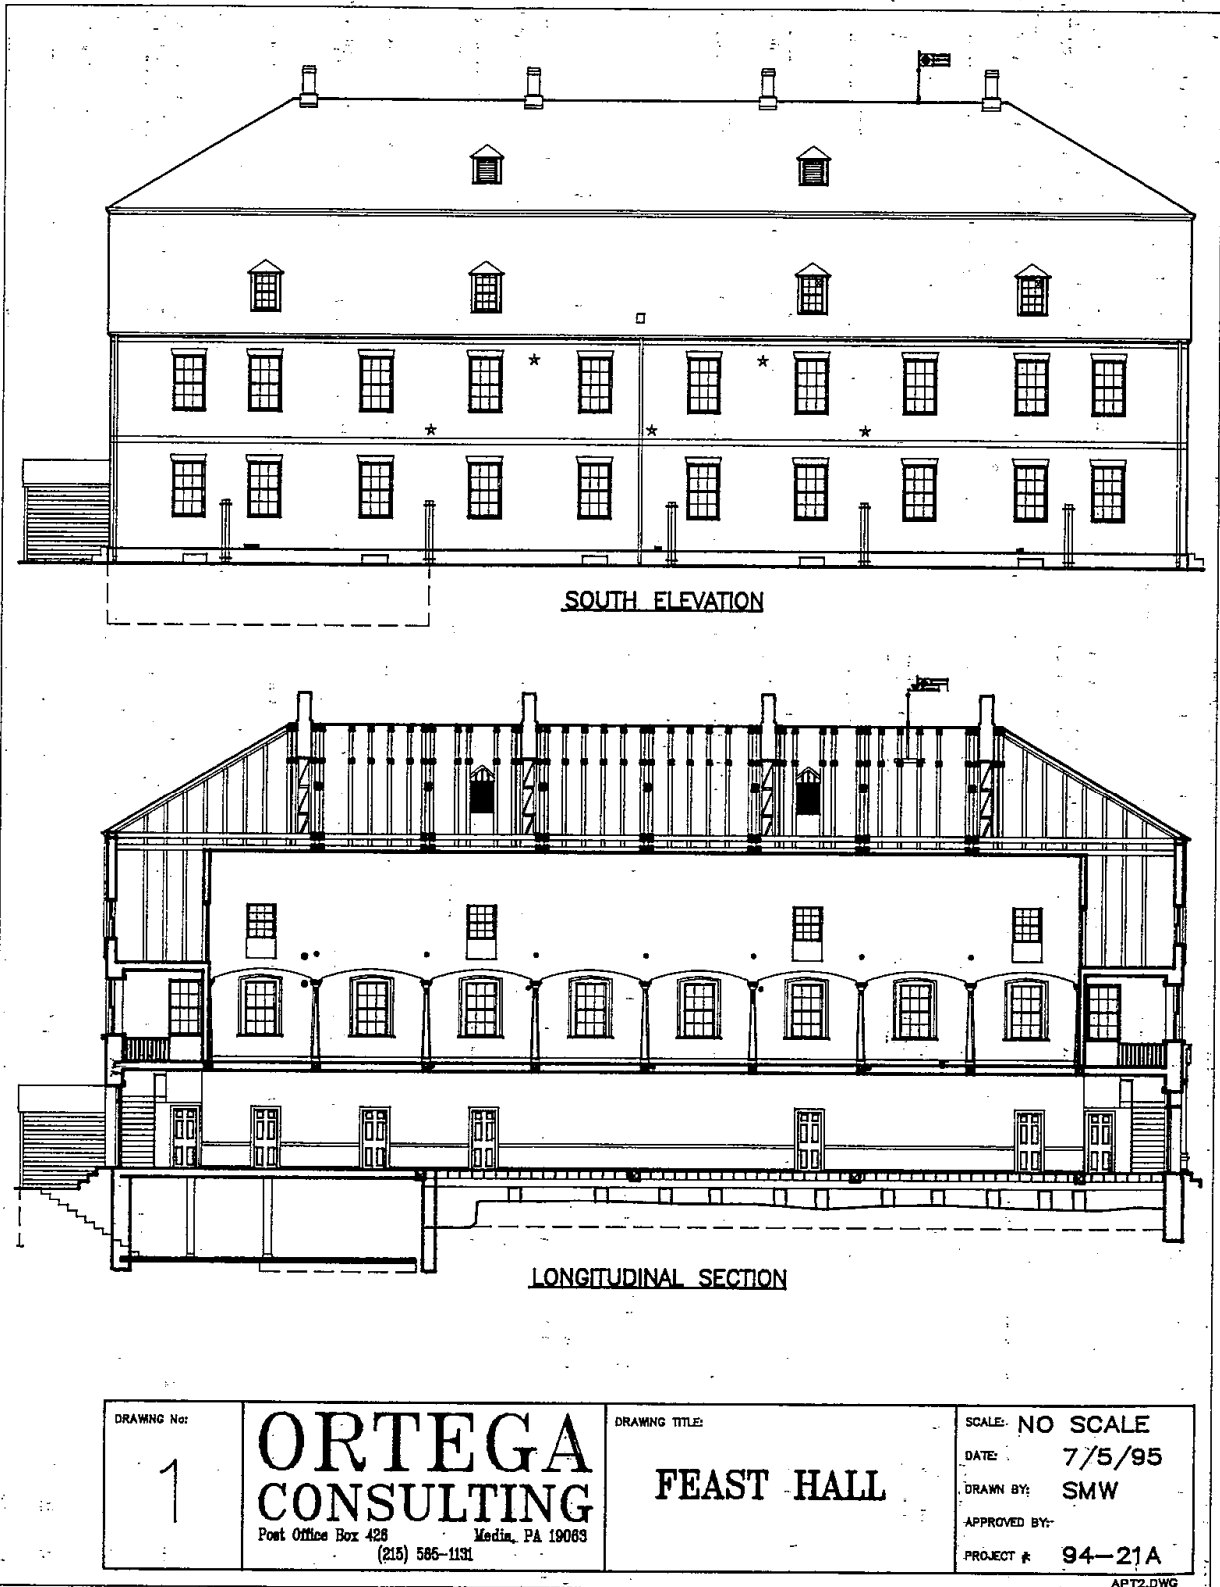 SOUTH ELEVATION
LONGITUDINAL SECTION
DRAWNG No:
1
ORTEGA
CONSULTING
Post Office Box 426 Media, PA 19063
(215) 565-1131
DRAWNG TITLE:
FEAST HALL
SCALE: NO SCALE
DATE: 7/5/95
DRAWN BY: SMW
APPROVED BY:
PROJECT #: 94-21A
APT2.DWG